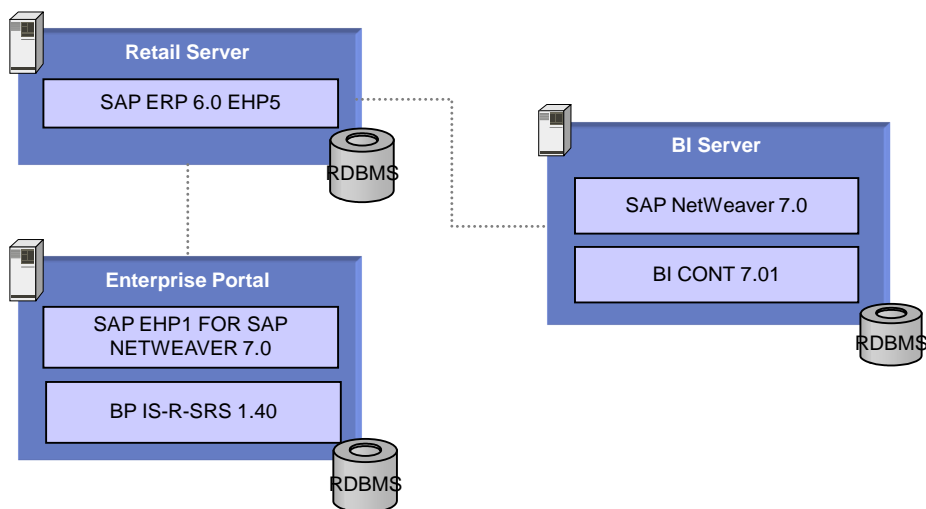 Retail Server
SAP ERP 6.0 EHP5
RDBMS
BI Server
SAP NetWeaver 7.0
BI CONT 7.01
RDBMS
Enterprise Portal
SAP EHP1 FOR SAP
NETWEAVER 7.0
BP IS-R-SRS 1.40
RDBMS